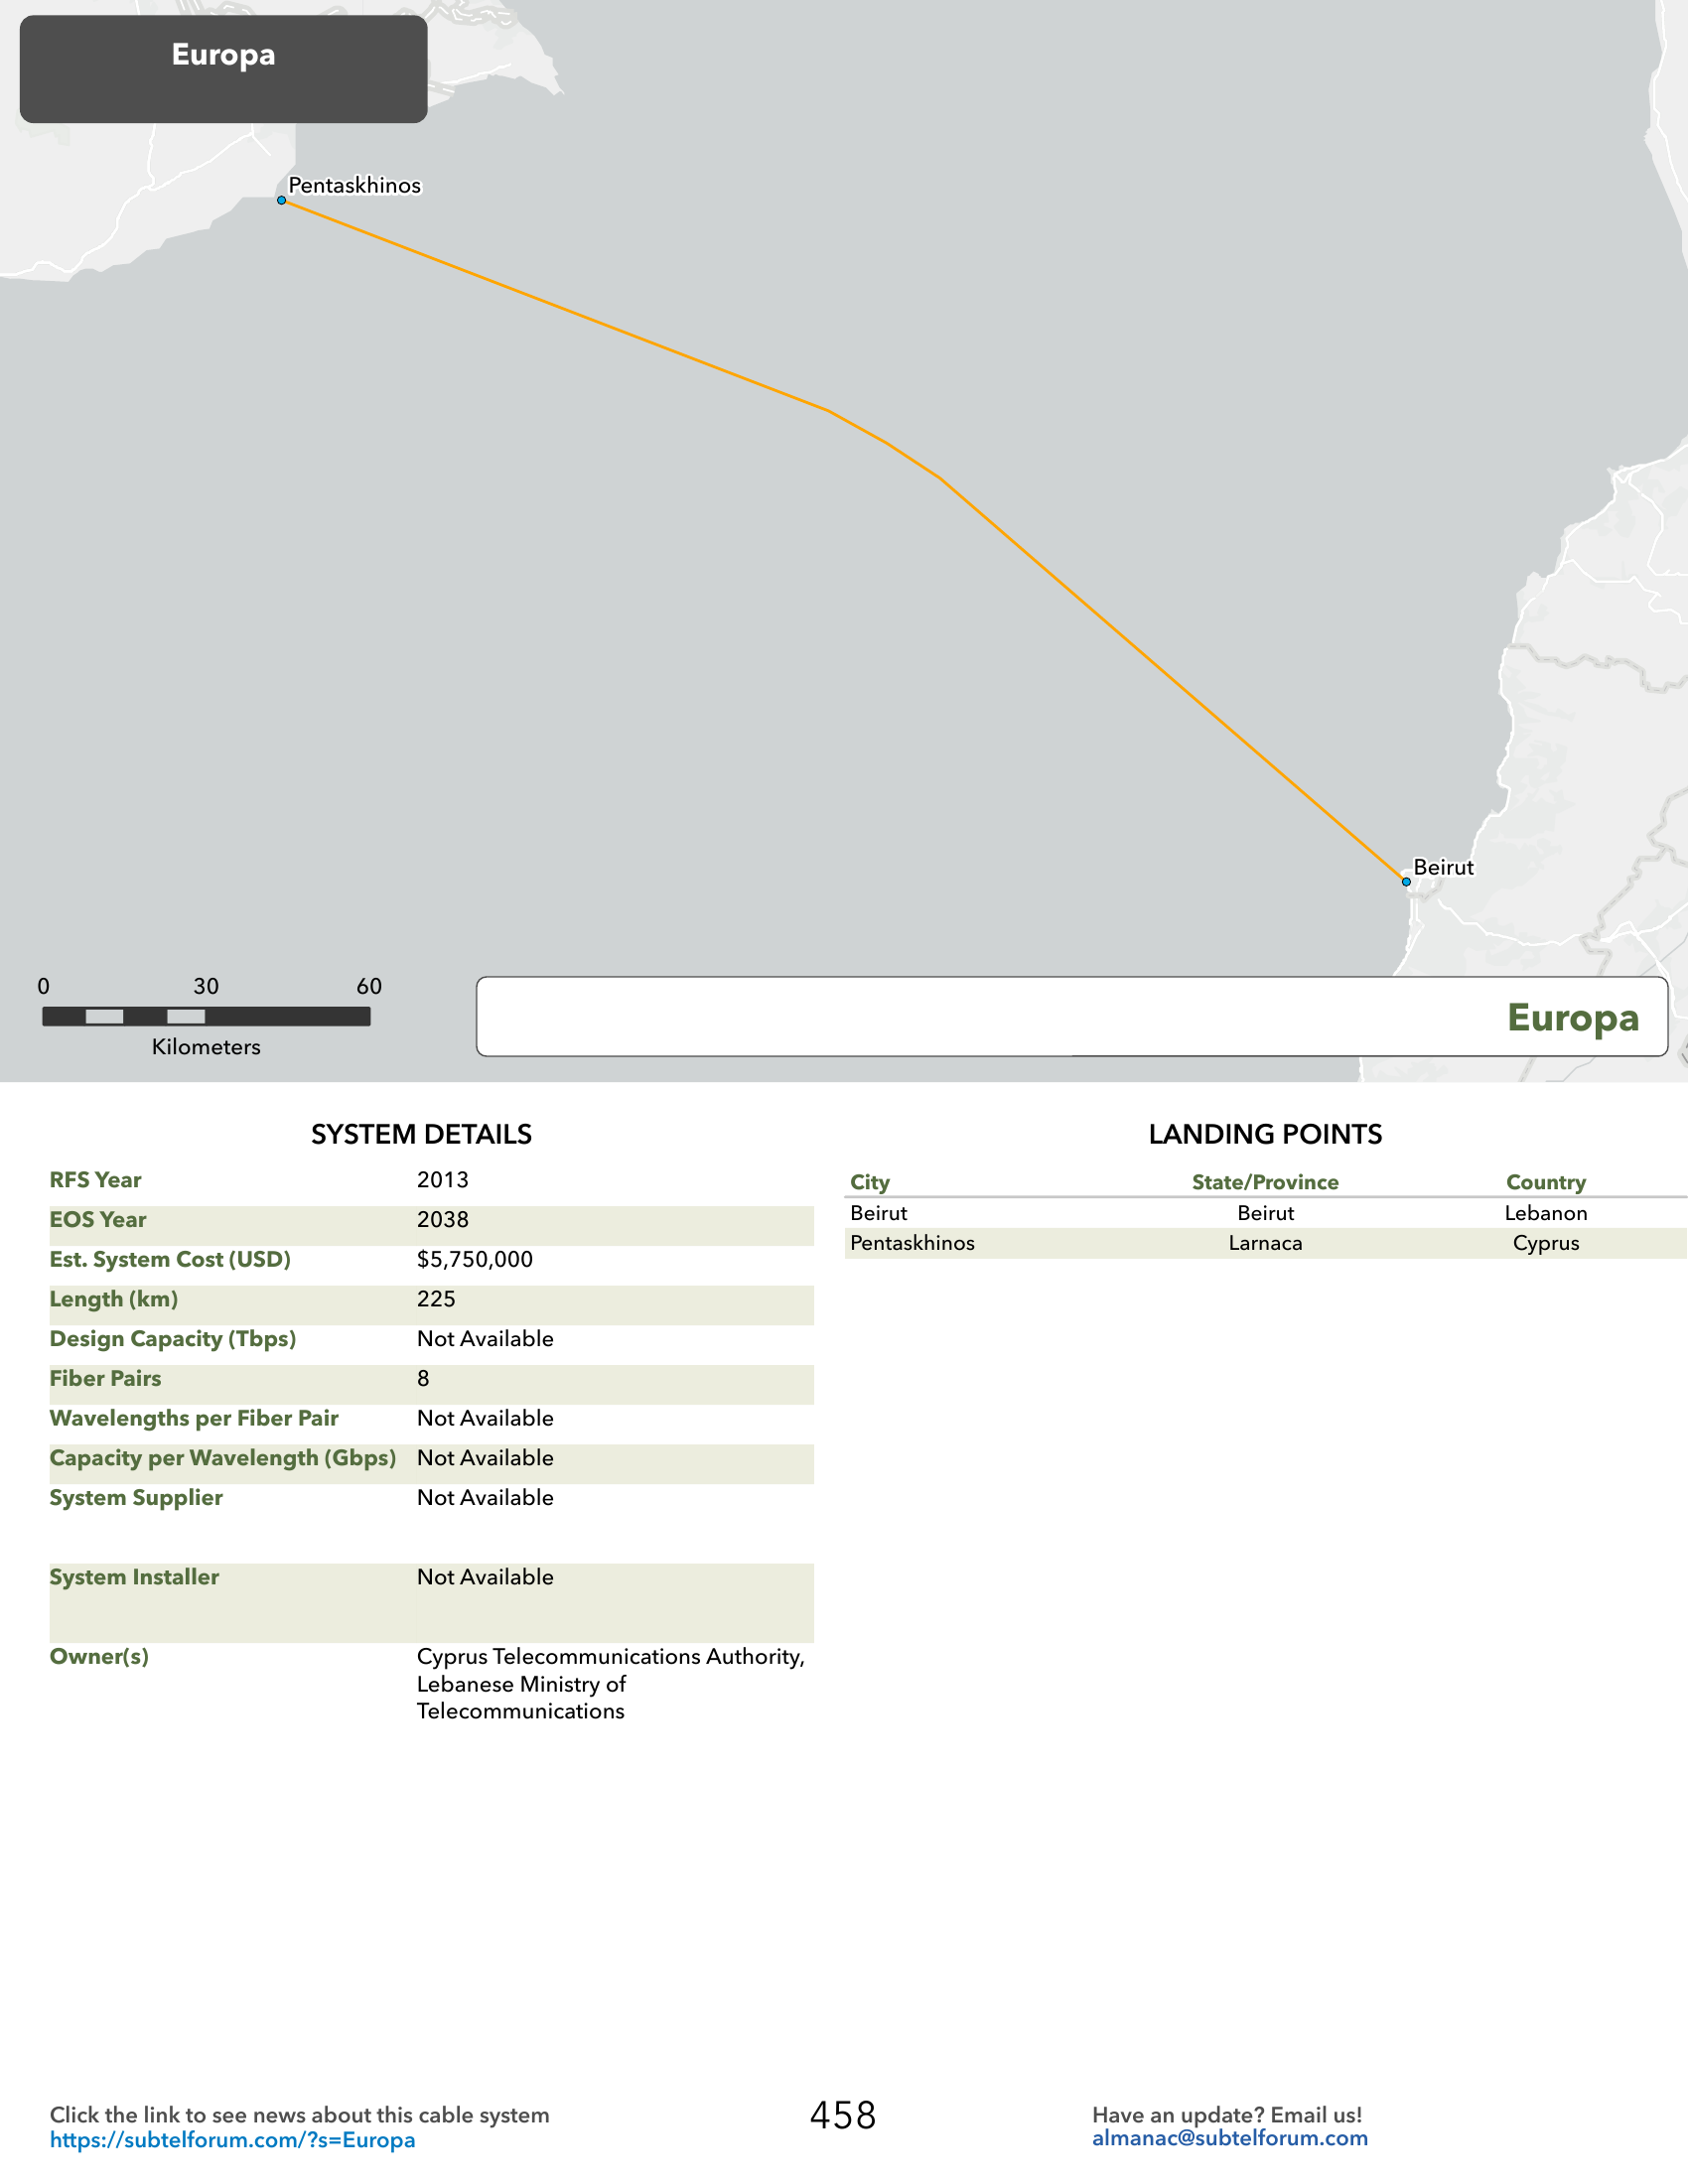 Europa
Pentaskhinos
Beirut
0 30 60
Kilometers
Europa
SYSTEM DETAILS
RFS Year 2013
EOS Year 2038
Est. System Cost (USD) $5,750,000
Length (km) 225
Design Capacity (Tbps) Not Available
Fiber Pairs 8
Wavelengths per Fiber Pair Not Available
Capacity per Wavelength (Gbps) Not Available
System Supplier Not Available
System Installer Not Available
Owner(s) Cyprus Telecommunications Authority,
Lebanese Ministry of
Telecommunications
LANDING POINTS
City State/Province Country
Beirut Beirut Lebanon
Pentaskhinos Larnaca Cyprus
Click the link to see news about this cable system
https://subtelforum.com/?s=Europa
458
Have an update? Email us!
almanac@subtelforum.com